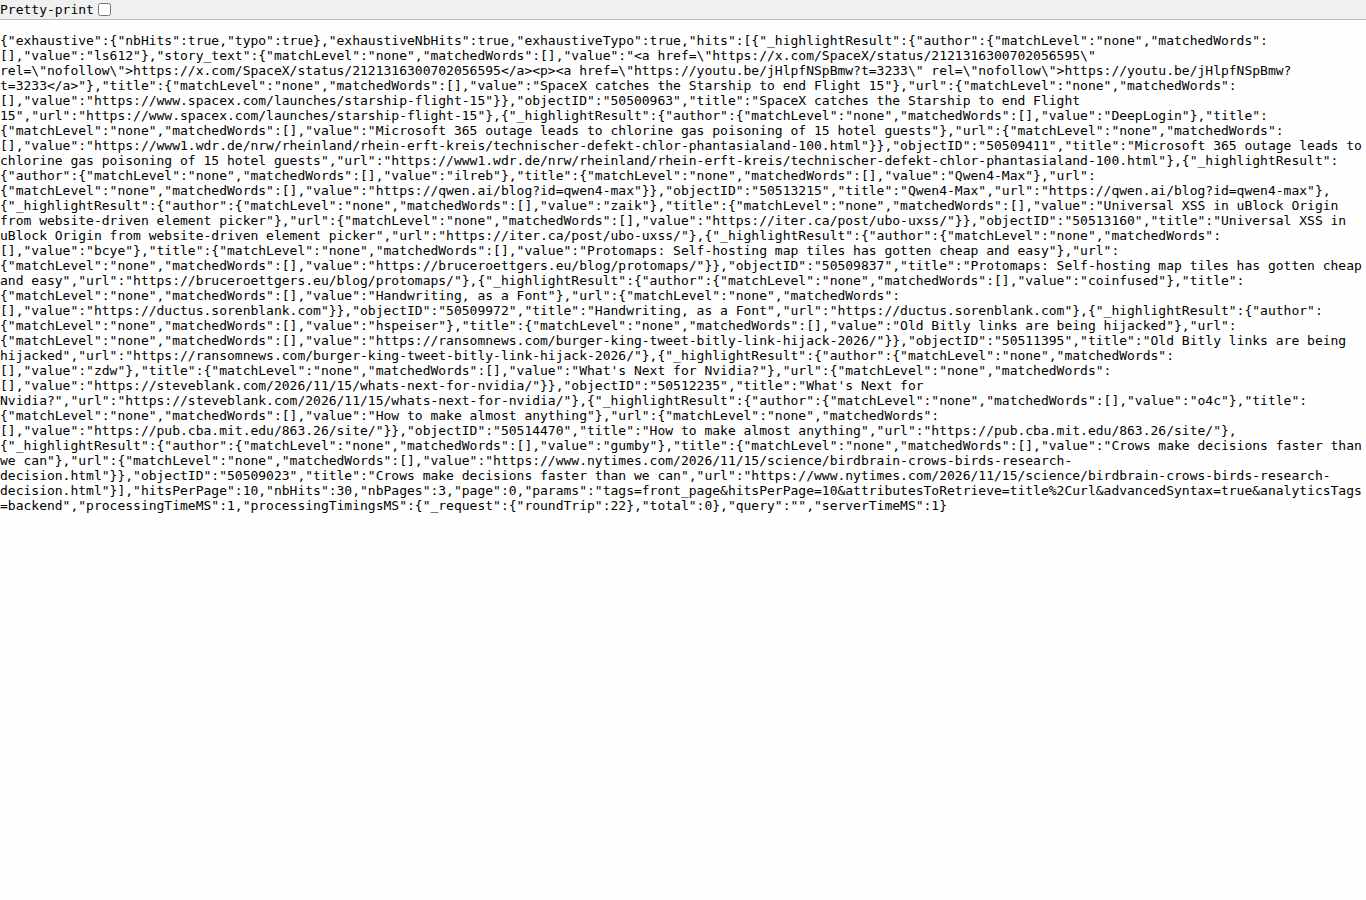 Pretty-print
{"exhaustive":{"nbHits":true,"typo":true},"exhaustiveNbHits":true,"exhaustiveTypo":true,"hits":[{"_highlightResult":{"author":{"matchLevel":"none","matchedWords":
[],"value":"ls612"},"story_text":{"matchLevel":"none","matchedWords":[],"value":"<a href=\"https://x.com/SpaceX/status/2121316300702056595\"
rel=\"nofollow\">https://x.com/SpaceX/status/2121316300702056595</a><p><a href=\"https://youtu.be/jHlpfNSpBmw?t=3233\" rel=\"nofollow\">https://youtu.be/jHlpfNSpBmw?
t=3233</a>"},"title":{"matchLevel":"none","matchedWords":[],"value":"SpaceX catches the Starship to end Flight 15"},"url":{"matchLevel":"none","matchedWords":
[],"value":"https://www.spacex.com/launches/starship-flight-15"}},"objectID":"50500963","title":"SpaceX catches the Starship to end Flight
15","url":"https://www.spacex.com/launches/starship-flight-15"},{"_highlightResult":{"author":{"matchLevel":"none","matchedWords":[],"value":"DeepLogin"},"title":
{"matchLevel":"none","matchedWords":[],"value":"Microsoft 365 outage leads to chlorine gas poisoning of 15 hotel guests"},"url":{"matchLevel":"none","matchedWords":
[],"value":"https://www1.wdr.de/nrw/rheinland/rhein-erft-kreis/technischer-defekt-chlor-phantasialand-100.html"}},"objectID":"50509411","title":"Microsoft 365 outage leads to
chlorine gas poisoning of 15 hotel guests","url":"https://www1.wdr.de/nrw/rheinland/rhein-erft-kreis/technischer-defekt-chlor-phantasialand-100.html"},{"_highlightResult":
{"author":{"matchLevel":"none","matchedWords":[],"value":"ilreb"},"title":{"matchLevel":"none","matchedWords":[],"value":"Qwen4-Max"},"url":
{"matchLevel":"none","matchedWords":[],"value":"https://qwen.ai/blog?id=qwen4-max"}},"objectID":"50513215","title":"Qwen4-Max","url":"https://qwen.ai/blog?id=qwen4-max"},
{"_highlightResult":{"author":{"matchLevel":"none","matchedWords":[],"value":"zaik"},"title":{"matchLevel":"none","matchedWords":[],"value":"Universal XSS in uBlock Origin
from website-driven element picker"},"url":{"matchLevel":"none","matchedWords":[],"value":"https://iter.ca/post/ubo-uxss/"}},"objectID":"50513160","title":"Universal XSS in
uBlock Origin from website-driven element picker","url":"https://iter.ca/post/ubo-uxss/"},{"_highlightResult":{"author":{"matchLevel":"none","matchedWords":
[],"value":"bcye"},"title":{"matchLevel":"none","matchedWords":[],"value":"Protomaps: Self-hosting map tiles has gotten cheap and easy"},"url":
{"matchLevel":"none","matchedWords":[],"value":"https://bruceroettgers.eu/blog/protomaps/"}},"objectID":"50509837","title":"Protomaps: Self-hosting map tiles has gotten cheap
and easy","url":"https://bruceroettgers.eu/blog/protomaps/"},{"_highlightResult":{"author":{"matchLevel":"none","matchedWords":[],"value":"coinfused"},"title":
{"matchLevel":"none","matchedWords":[],"value":"Handwriting, as a Font"},"url":{"matchLevel":"none","matchedWords":
[],"value":"https://ductus.sorenblank.com"}},"objectID":"50509972","title":"Handwriting, as a Font","url":"https://ductus.sorenblank.com"},{"_highlightResult":{"author":
{"matchLevel":"none","matchedWords":[],"value":"hspeiser"},"title":{"matchLevel":"none","matchedWords":[],"value":"Old Bitly links are being hijacked"},"url":
{"matchLevel":"none","matchedWords":[],"value":"https://ransomnews.com/burger-king-tweet-bitly-link-hijack-2026/"}},"objectID":"50511395","title":"Old Bitly links are being
hijacked","url":"https://ransomnews.com/burger-king-tweet-bitly-link-hijack-2026/"},{"_highlightResult":{"author":{"matchLevel":"none","matchedWords":
[],"value":"zdw"},"title":{"matchLevel":"none","matchedWords":[],"value":"What's Next for Nvidia?"},"url":{"matchLevel":"none","matchedWords":
[],"value":"https://steveblank.com/2026/11/15/whats-next-for-nvidia/"}},"objectID":"50512235","title":"What's Next for
Nvidia?","url":"https://steveblank.com/2026/11/15/whats-next-for-nvidia/"},{"_highlightResult":{"author":{"matchLevel":"none","matchedWords":[],"value":"o4c"},"title":
{"matchLevel":"none","matchedWords":[],"value":"How to make almost anything"},"url":{"matchLevel":"none","matchedWords":
[],"value":"https://pub.cba.mit.edu/863.26/site/"}},"objectID":"50514470","title":"How to make almost anything","url":"https://pub.cba.mit.edu/863.26/site/"},
{"_highlightResult":{"author":{"matchLevel":"none","matchedWords":[],"value":"gumby"},"title":{"matchLevel":"none","matchedWords":[],"value":"Crows make decisions faster than
we can"},"url":{"matchLevel":"none","matchedWords":[],"value":"https://www.nytimes.com/2026/11/15/science/birdbrain-crows-birds-research-
decision.html"}},"objectID":"50509023","title":"Crows make decisions faster than we can","url":"https://www.nytimes.com/2026/11/15/science/birdbrain-crows-birds-research-
decision.html"}],"hitsPerPage":10,"nbHits":30,"nbPages":3,"page":0,"params":"tags=front_page&hitsPerPage=10&attributesToRetrieve=title%2Curl&advancedSyntax=true&analyticsTags
=backend","processingTimeMS":1,"processingTimingsMS":{"_request":{"roundTrip":22},"total":0},"query":"","serverTimeMS":1}